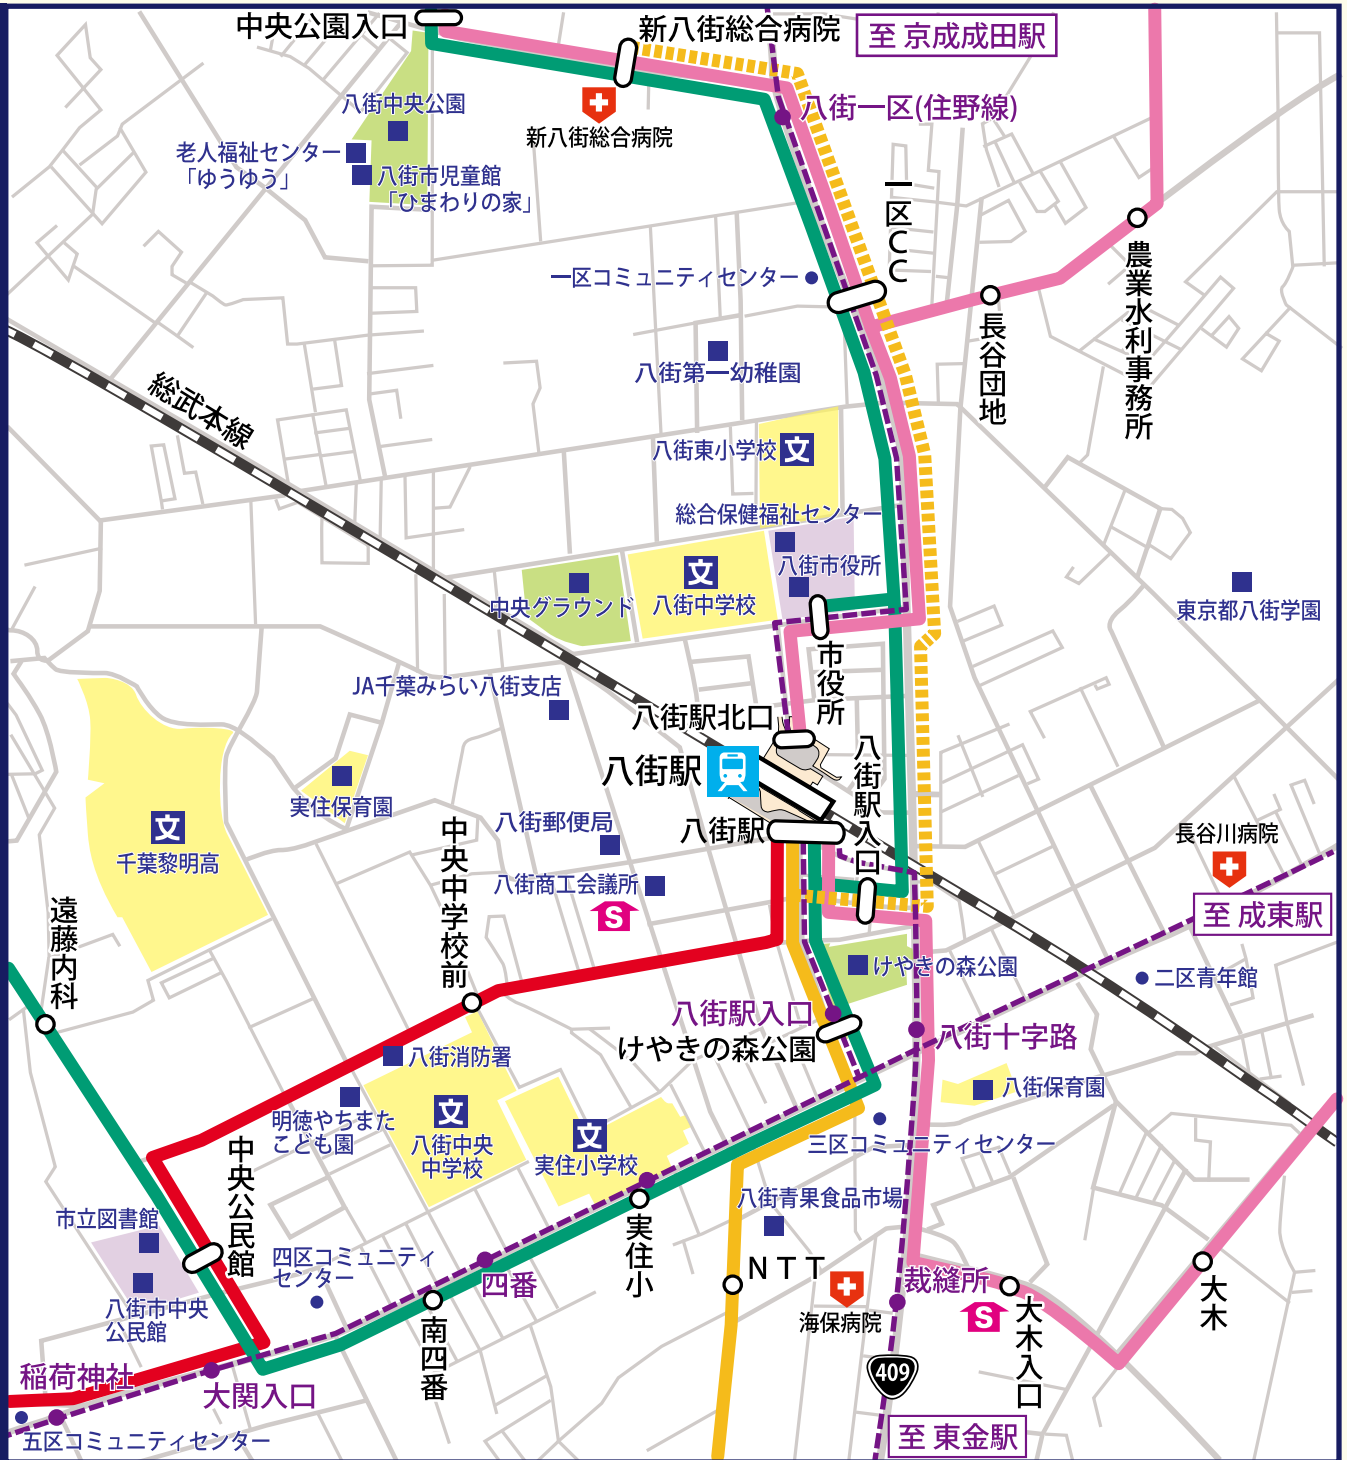 中央公園入口
新八街総合病院
至 京成成田駅
八街中央公園
新八街総合病院
八街一区(住野線)
老人福祉センター
「ゆうゆう」
八街市児童館
「ひまわりの家」
一区CC
農業水利事務所
一区コミュニティセンター
長谷団地
総武本線
八街第一幼稚園
八街東小学校
文
総合保健福祉センター
八街市役所
中央グラウンド
文
八街中学校
東京都八街学園
市役所
JA千葉みらい八街支店
八街駅北口
八街駅
八街駅入口
実住保育園
八街郵便局
八街駅
長谷川病院
文
千葉黎明高
中央中学校前
八街商工会議所
S
至 成東駅
遠藤内科
けやきの森公園
二区青年館
八街駅入口
けやきの森公園
八街十字路
八街消防署
八街保育園
明徳やちまた
こども園
文
八街中央
中学校
文
実住小学校
三区コミュニティセンター
中央公民館
八街青果食品市場
市立図書館
実住小
四区コミュニティ
センター
四番
NTT
裁縫所
大木
八街市中央
公民館
海保病院
S
大木入口
南四番
稲荷神社
大関入口
409
五区コミュニティセンター
至 東金駅